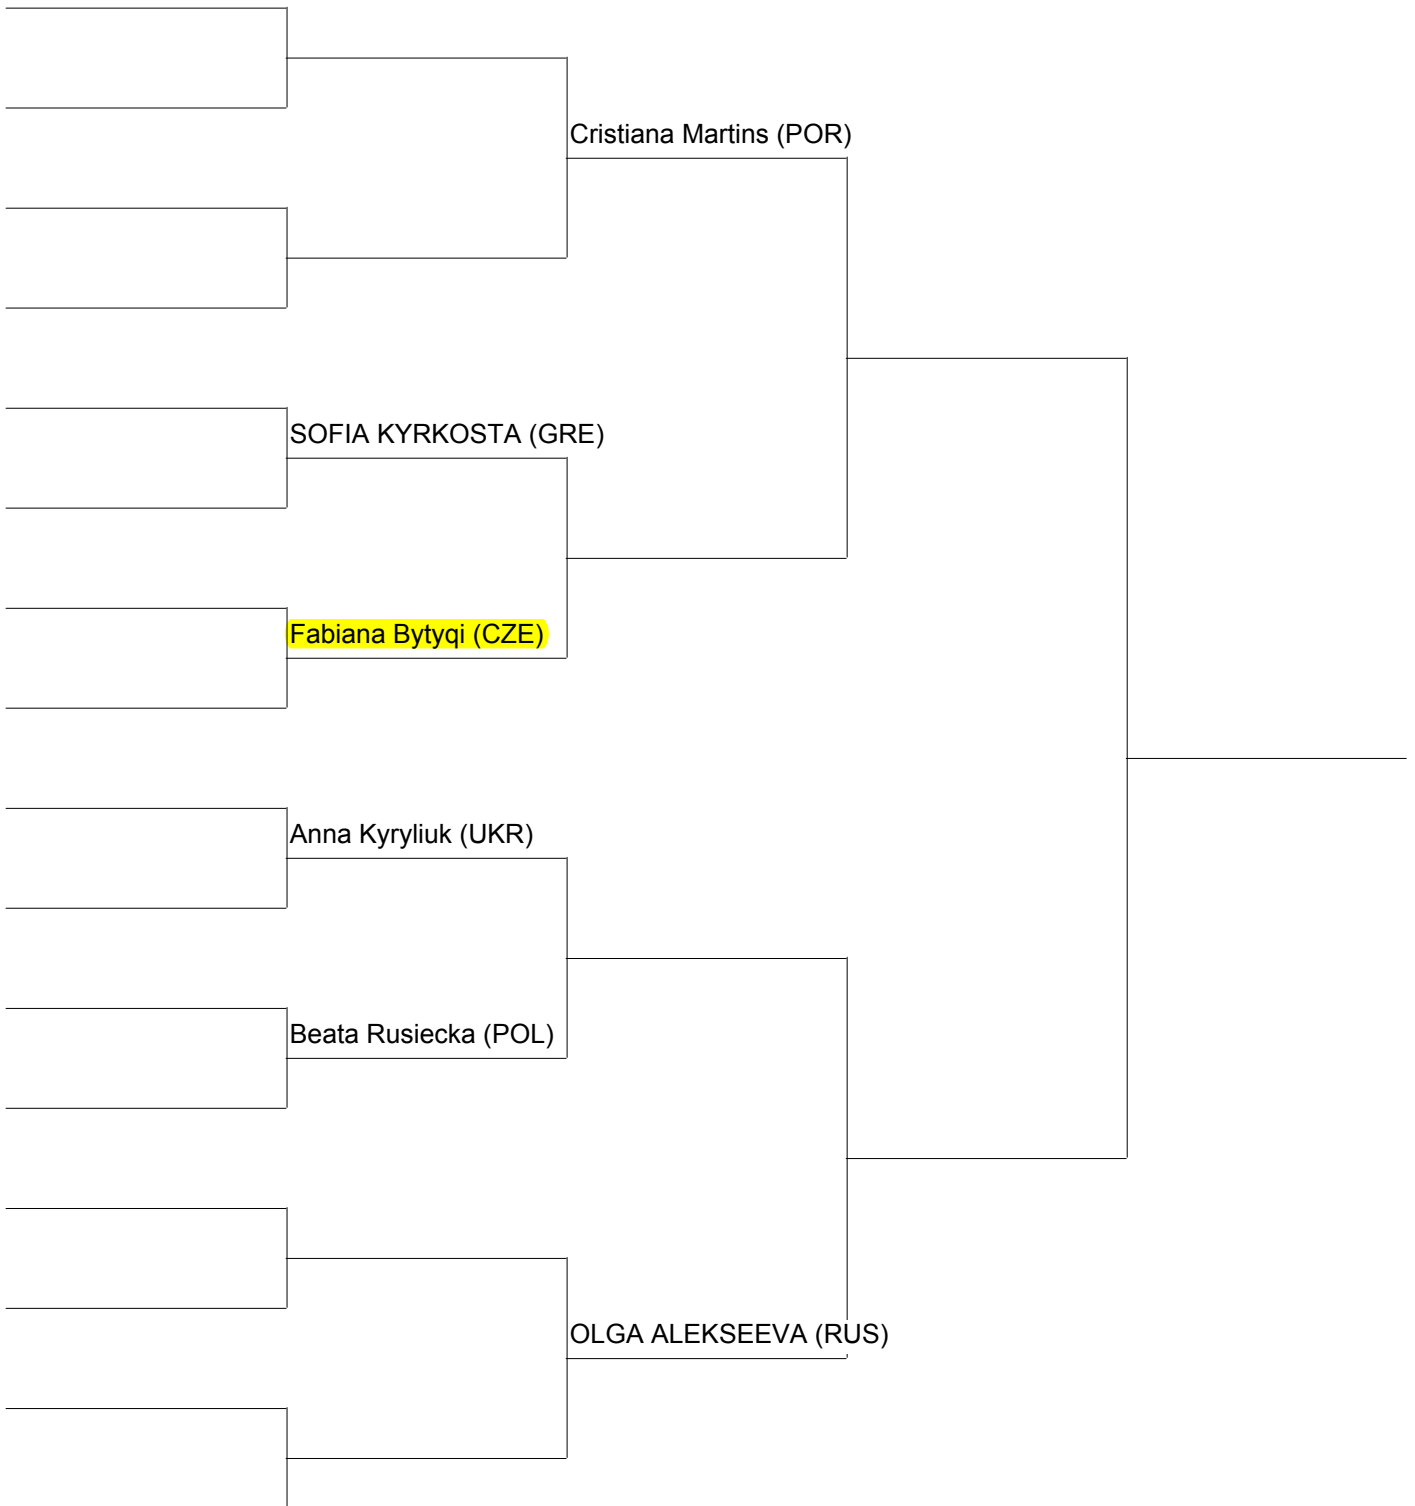 Cristiana Martins (POR)
SOFIA KYRKOSTA (GRE)
Fabiana Bytyqi (CZE)
Anna Kyryliuk (UKR)
Beata Rusiecka (POL)
OLGA ALEKSEEVA (RUS)